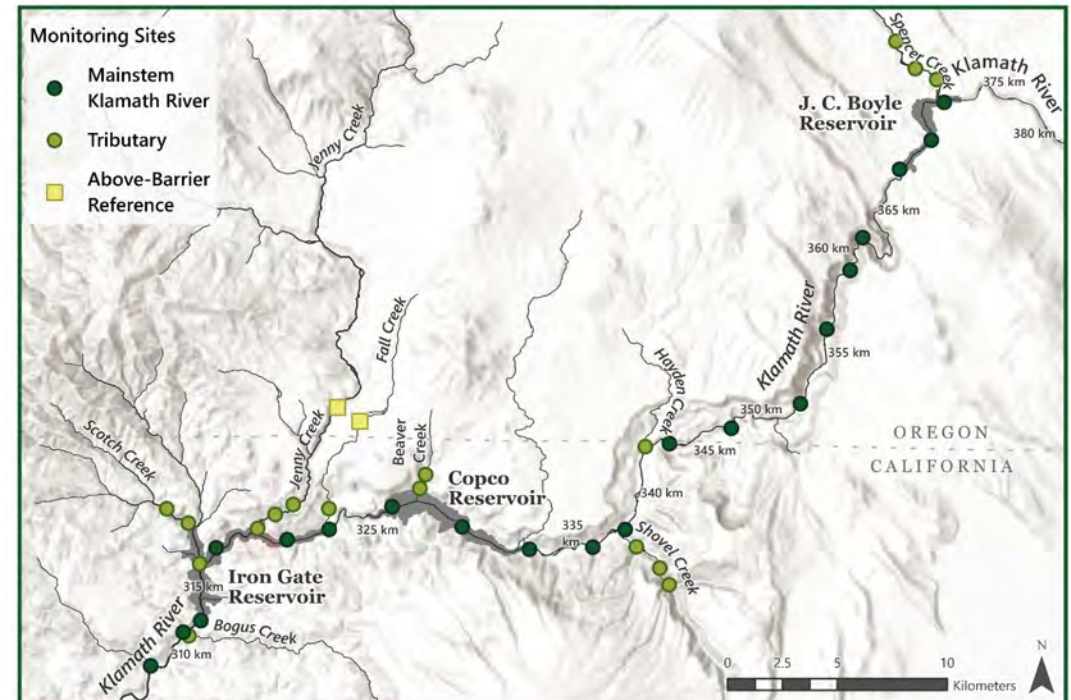 Monitoring Sites
Mainstem
Klamath River
Tributary
Above-Barrier
Reference
Spencer Creek
Klamath River
375 km
J. C. Boyle
Reservoir
380 km
Jenny Creek
365 km
360 km
Klamath River
Fall Creek
355 km
Hayden Creek
350 km
Scotch Creek
Jenny Creek
Beaver
Creek
345 km
OREGON
CALIFORNIA
Copco
Reservoir
340 km
325 km
335
km
Shovel Creek
Iron Gate
Reservoir
315 km
Klamath River
Bogus Creek
310 km
N
0 2.5 5 10
Kilometers